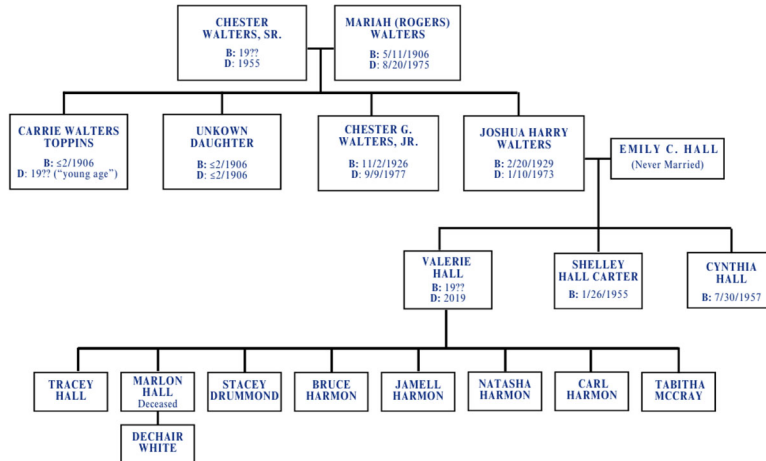 CHESTER
WALTERS, SR.
B: 19??
D: 1955
MARIAH (ROGERS)
WALTERS
B: 5/11/1906
D: 8/20/1975
CARRIE WALTERS
TOPPINS
B: ≤2/1906
D: 19?? (“young age”)
UNKOWN
DAUGHTER
B: ≤2/1906
D: ≤2/1906
CHESTER G.
WALTERS, JR.
B: 11/2/1926
D: 9/9/1977
JOSHUA HARRY
WALTERS
B: 2/20/1929
D: 1/10/1973
EMILY C. HALL
(Never Married)
VALERIE
HALL
B: 19??
D: 2019
SHELLEY
HALL CARTER
B: 1/26/1955
CYNTHIA
HALL
B: 7/30/1957
TRACEY
HALL
MARLON
HALL
Deceased
STACEY
DRUMMOND
BRUCE
HARMON
JAMELL
HARMON
NATASHA
HARMON
CARL
HARMON
TABITHA
MCCRAY
DECHAIR
WHITE